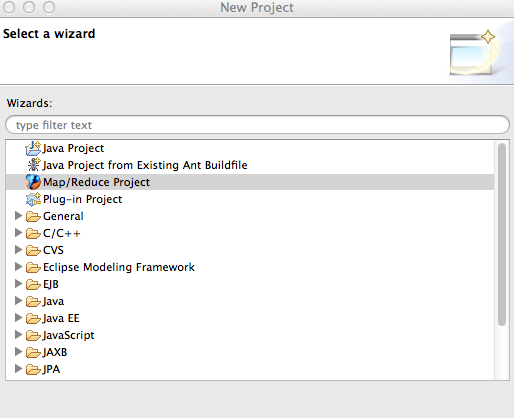 New Project
Select a wizard
Wizards:
type filter text
Java Project
Java Project from Existing Ant Buildfile
Map/Reduce Project
Plug-in Project
General
C/C++
CVS
Eclipse Modeling Framework
EJB
Java
Java EE
JavaScript
JAXB
JPA